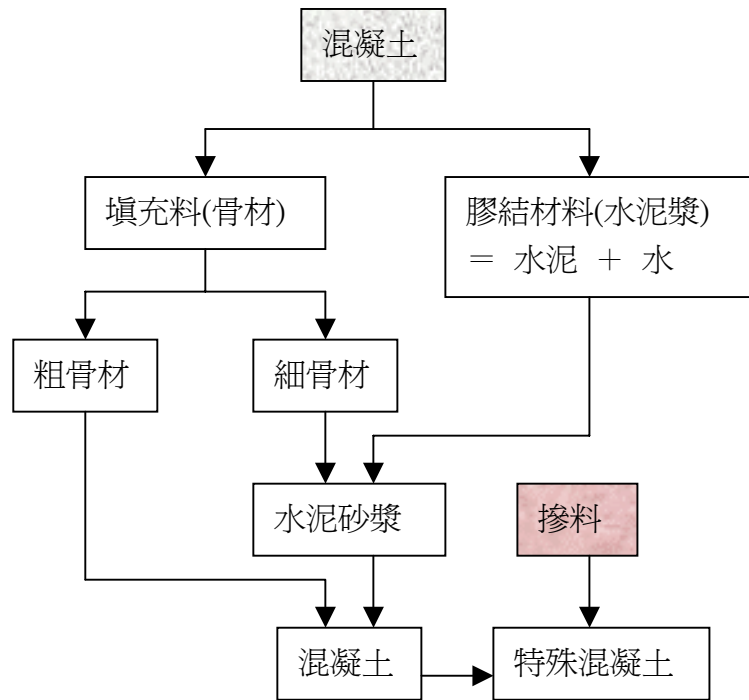 混凝土
填充料(骨材)
膠結材料(水泥漿)
＝ 水泥 ＋ 水
粗骨材
細骨材
水泥砂漿
摻料
混凝土
特殊混凝土